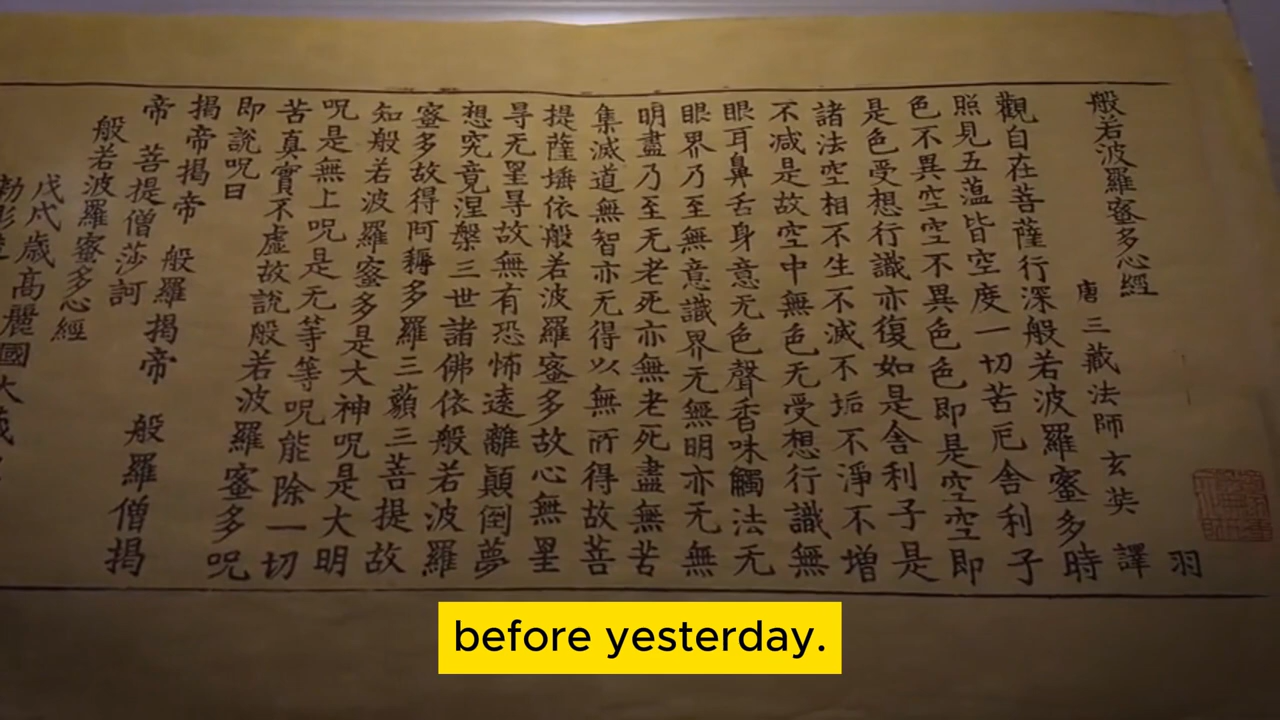 羽
般若波羅蜜多心經
唐三藏法師玄奘 譯
觀自在菩薩行深般若波羅蜜多時
照見五蕰皆空度一切苦厄舍利子
色不異空空不異色色即是空空即
是色受想行識亦復如是舍利子是
諸法空相不生不滅不垢不淨不增
不减是故空中無色无受想行識無
眼耳鼻舌身意无色聲香味觸法无
眼界乃至無意識界无無明亦无無
明盡乃至无老死亦無老死盡無苦
集滅道無智亦无得以無所得故菩
提薩埵依般若波羅蜜多故心無罣
㝵无罣㝵故無有恐怖遠離顛倒夢
想究竟涅槃三世諸佛依般若波羅
蜜多故得阿耨多羅三藐三菩提故
知般若波羅蜜多是大神呪是大明
呪是無上呪是无等等呪能除一切
苦真實不虛故說般若波羅蜜多呪
即說呪曰
揭帝揭帝 般羅揭帝 般羅僧揭
帝 菩提僧莎訶
般若波羅蜜多心經
戊戌歲高麗國大藏
勅彫
before yesterday.